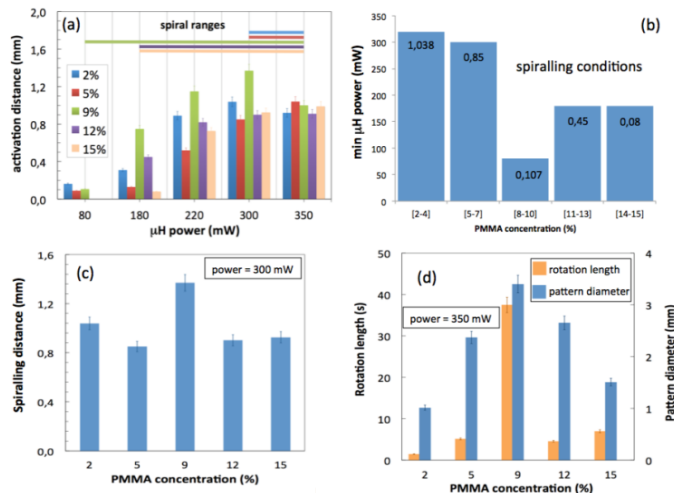 (a)
spiral ranges
2,0
1,6
1,2
0,8
0,4
0,0
activation distance (mm)
2%
5%
9%
12%
15%
80 180 220 300 350
µH power (mW)
(b)
spiralling conditions
350
300
250
200
150
100
50
0
min µH power (mW)
1,038 0,85 0,107 0,45 0,08
[2-4] [5-7] [8-10] [11-13] [14-15]
PMMA concentration (%)
(c)
power = 300 mW
1,6
1,2
0,8
0,4
0,0
Spiralling distance (mm)
2 5 9 12 15
PMMA concentration (%)
(d)
rotation length
pattern diameter
power = 350 mW
50
40
30
20
10
0
Rotation length (s)
4
3
2
1
0
Pattern diameter (mm)
2 5 9 12 15
PMMA concentration (%)